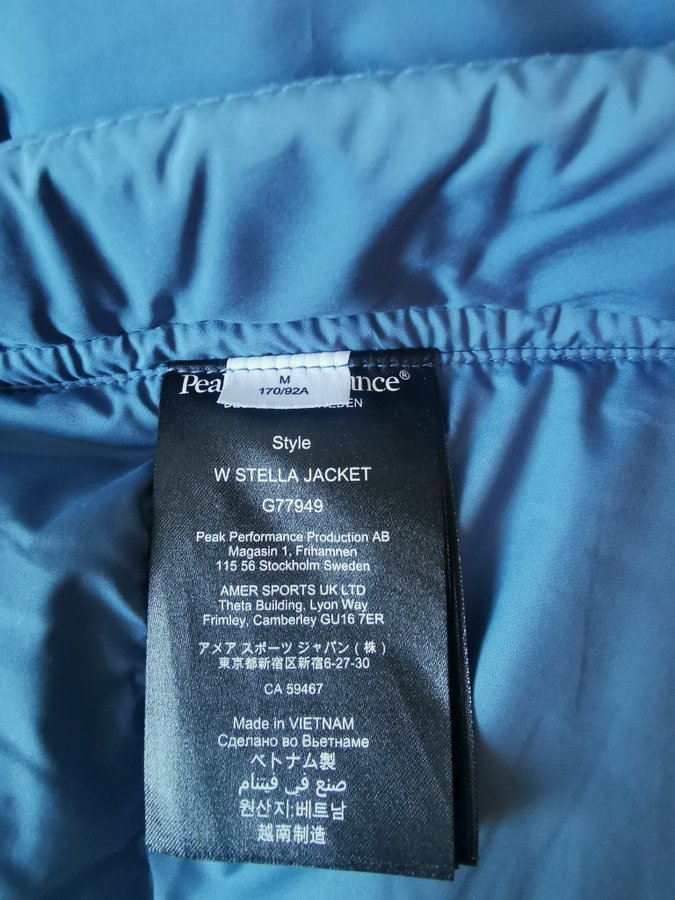 M
170/92A
Style
W STELLA JACKET
G77949
Peak Performance Production AB
Magasin 1, Frihamnen
115 56 Stockholm Sweden
AMER SPORTS UK LTD
Theta Building, Lyon Way
Frimley, Camberley GU16 7ER
アメア スポーツ ジャパン（株）
東京都新宿区新宿6-27-30
CA 59467
Made in VIETNAM
Сделано во Вьетнаме
ベトナム製
صنع في فيتنام
원산지:베트남
越南制造